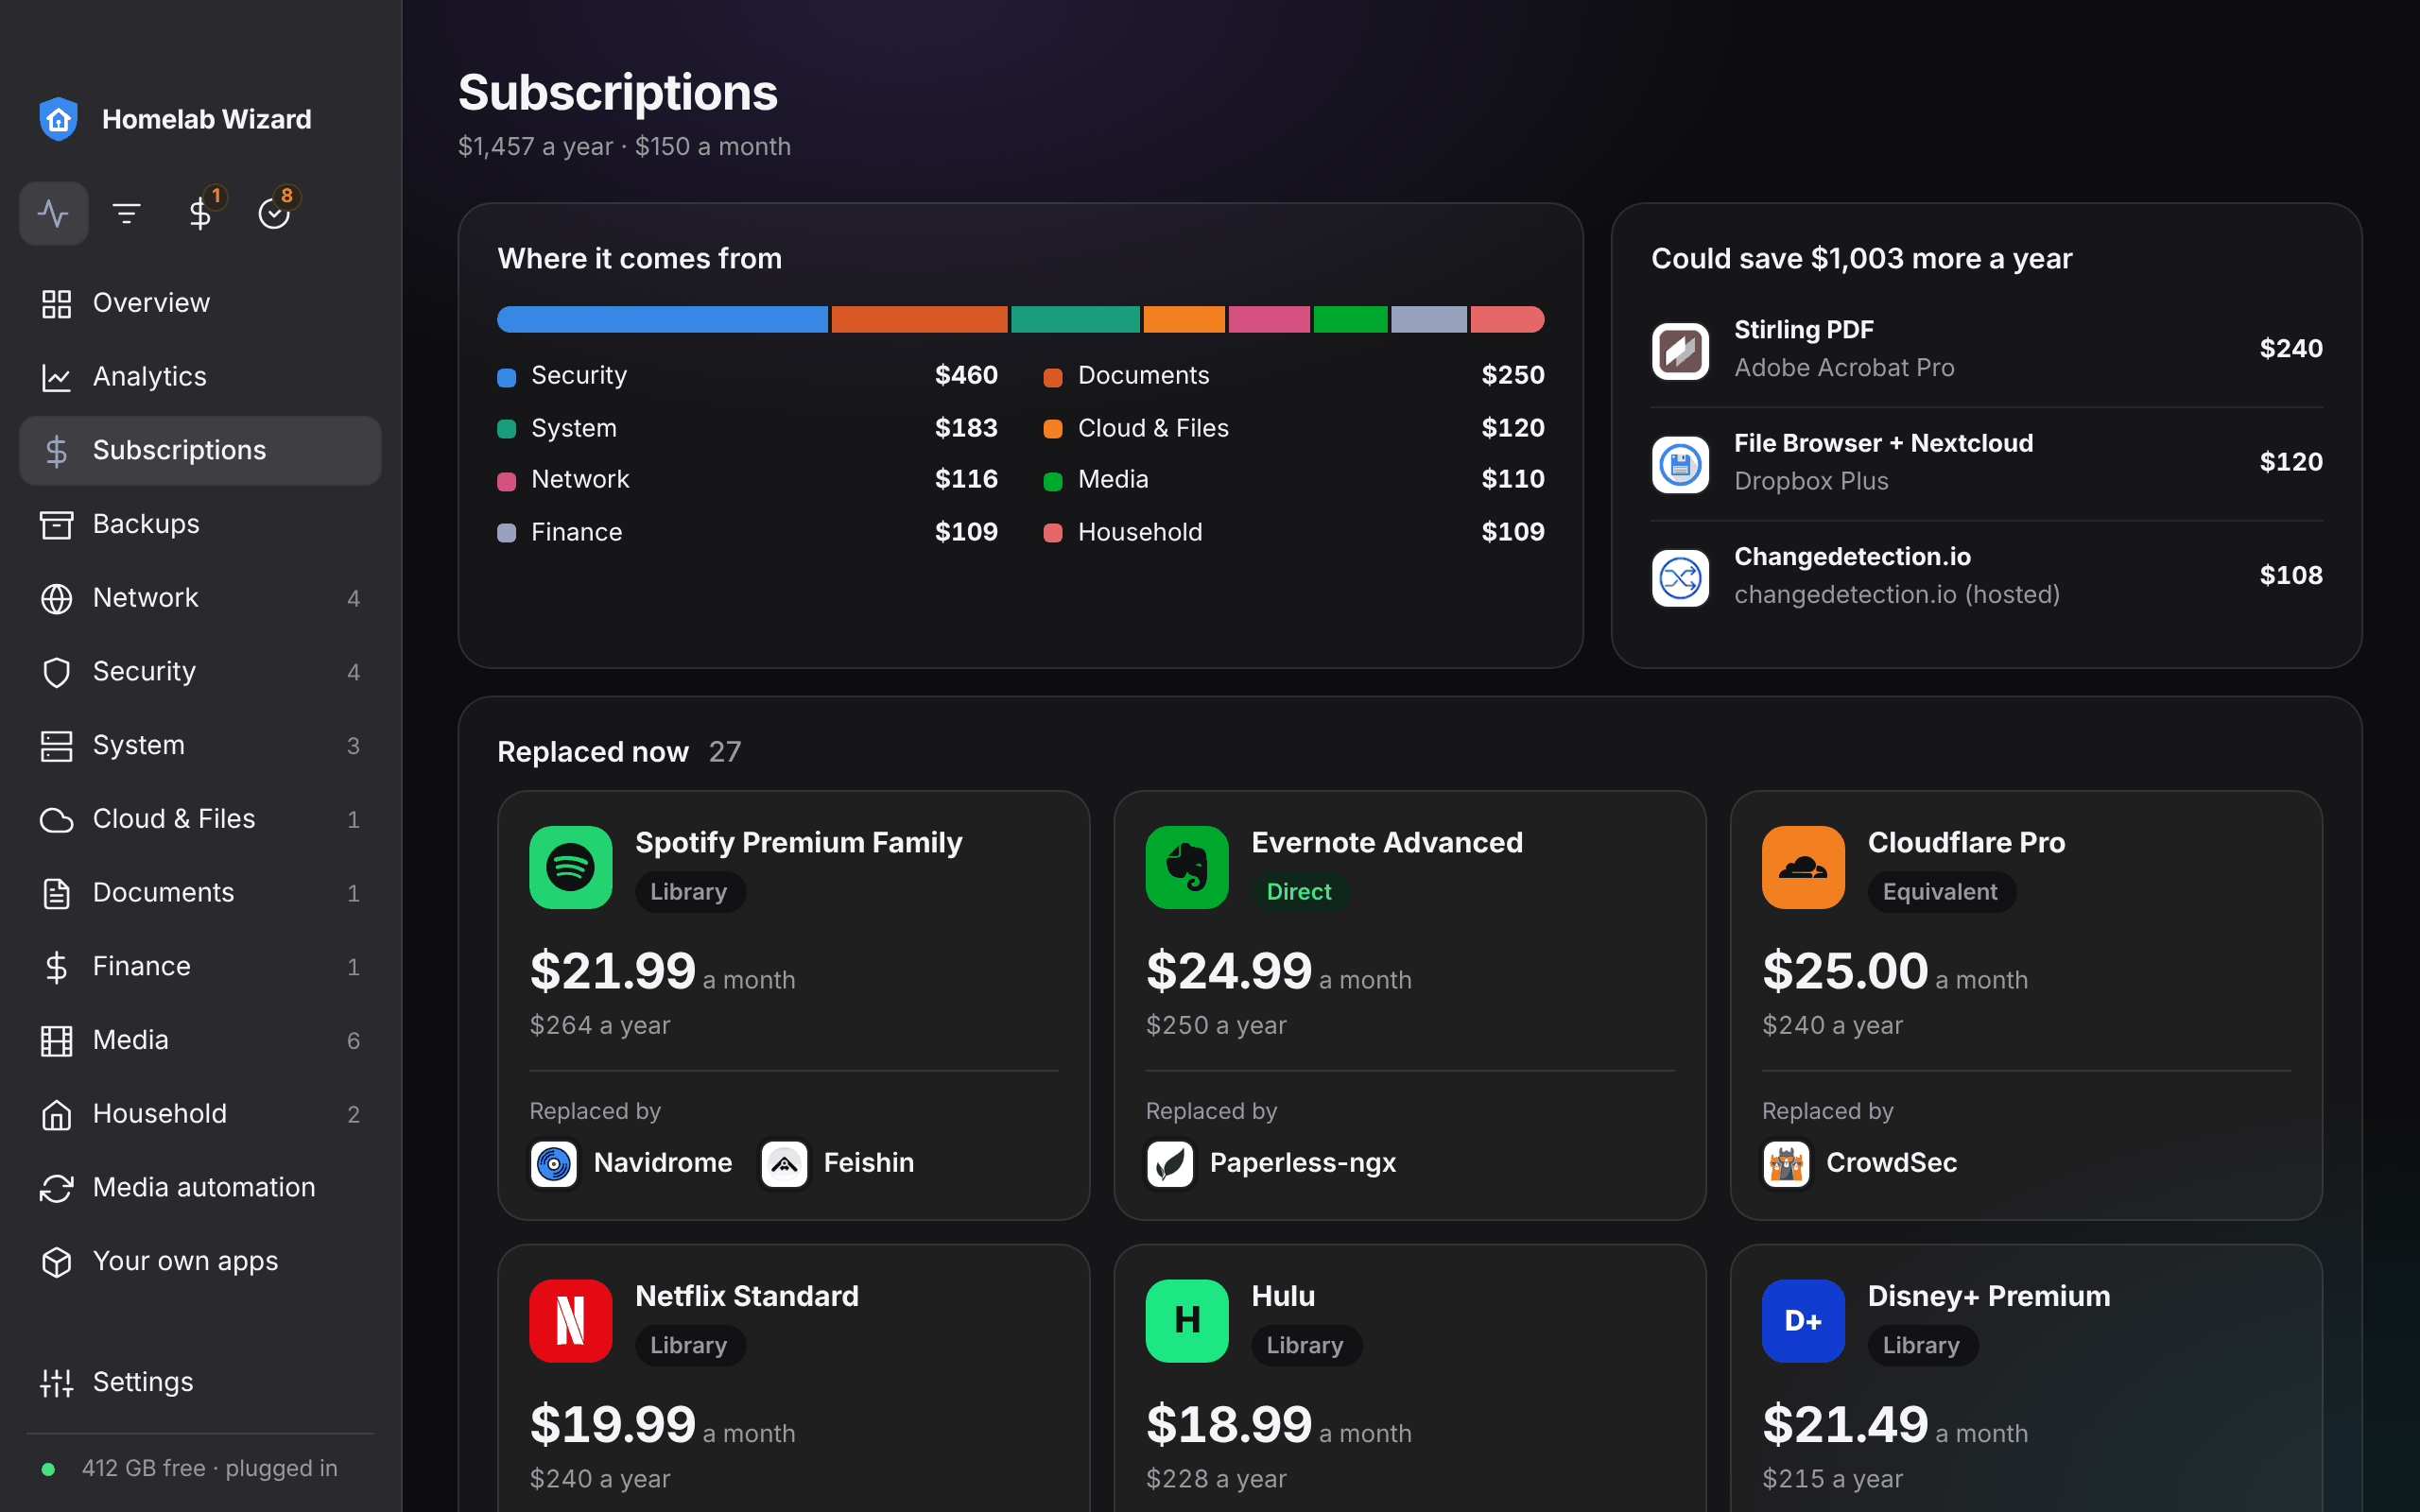 Homelab Wizard
1
8
Overview
Analytics
Subscriptions
Backups
Network 4
Security 4
System 3
Cloud & Files 1
Documents 1
Finance 1
Media 6
Household 2
Media automation
Your own apps
Settings
412 GB free · plugged in
Subscriptions
$1,457 a year · $150 a month
Where it comes from
Security $460
Documents $250
System $183
Cloud & Files $120
Network $116
Media $110
Finance $109
Household $109
Could save $1,003 more a year
Stirling PDF
Adobe Acrobat Pro
$240
File Browser + Nextcloud
Dropbox Plus
$120
Changedetection.io
changedetection.io (hosted)
$108
Replaced now 27
Spotify Premium Family
Library
$21.99 a month
$264 a year
Replaced by
Navidrome Feishin
Evernote Advanced
Direct
$24.99 a month
$250 a year
Replaced by
Paperless-ngx
Cloudflare Pro
Equivalent
$25.00 a month
$240 a year
Replaced by
CrowdSec
N
Netflix Standard
Library
$19.99 a month
$240 a year
H
Hulu
Library
$18.99 a month
$228 a year
D+
Disney+ Premium
Library
$21.49 a month
$215 a year